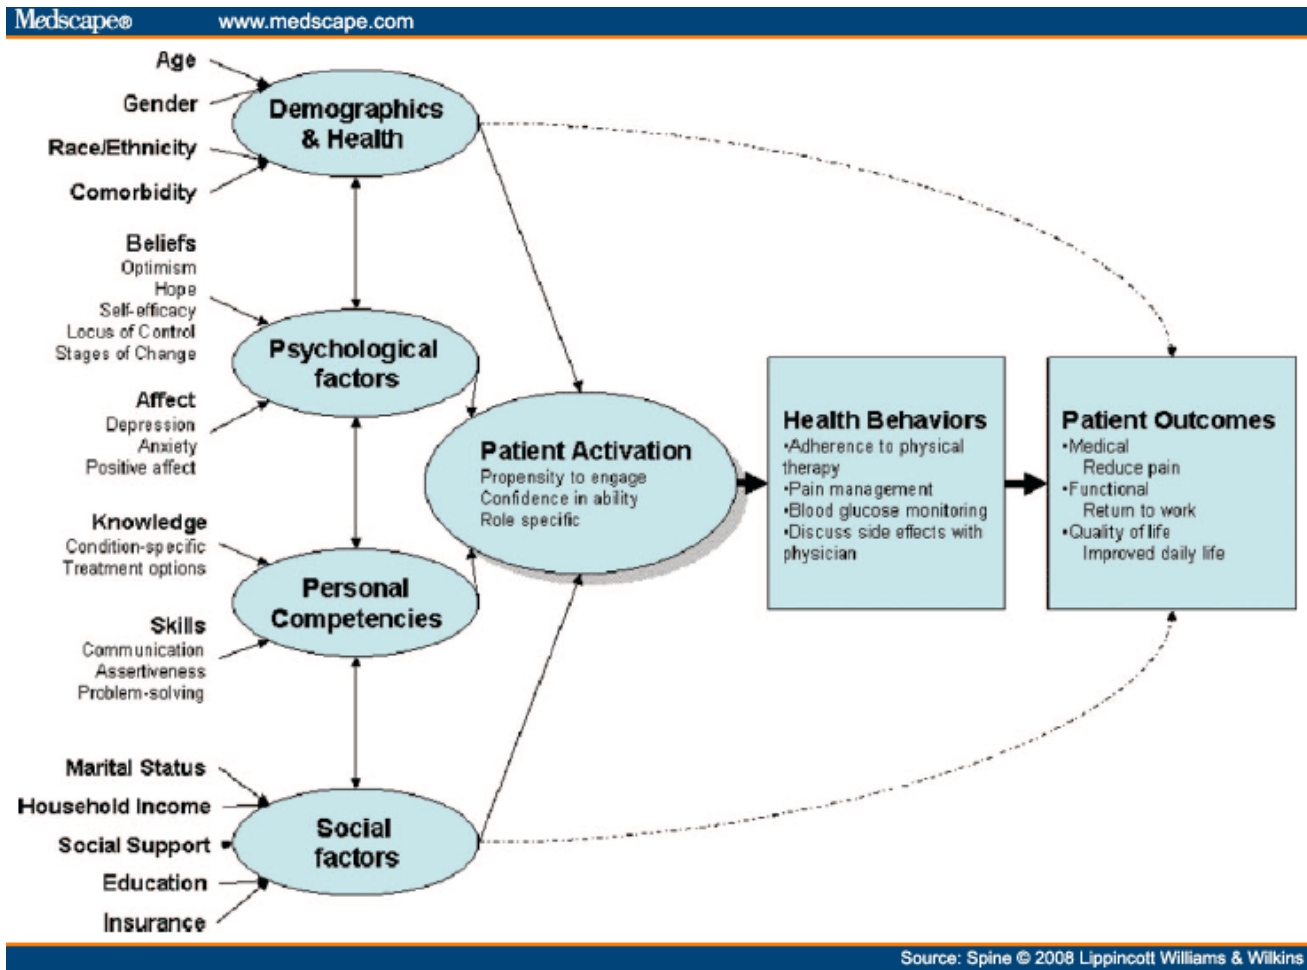 Medscape® www.medscape.com
Age
Gender
Race/Ethnicity
Comorbidity
Demographics
& Health
Beliefs
Optimism
Hope
Self-efficacy
Locus of Control
Stages of Change
Affect
Depression
Anxiety
Positive affect
Psychological
factors
Knowledge
Condition-specific
Treatment options
Skills
Communication
Assertiveness
Problem-solving
Personal
Competencies
Marital Status
Household Income
Social Support
Education
Insurance
Social
factors
Patient Activation
Propensity to engage
Confidence in ability
Role specific
Health Behaviors
•Adherence to physical
therapy
•Pain management
•Blood glucose monitoring
•Discuss side effects with
physician
Patient Outcomes
•Medical
Reduce pain
•Functional
Return to work
•Quality of life
Improved daily life
Source: Spine © 2008 Lippincott Williams & Wilkins